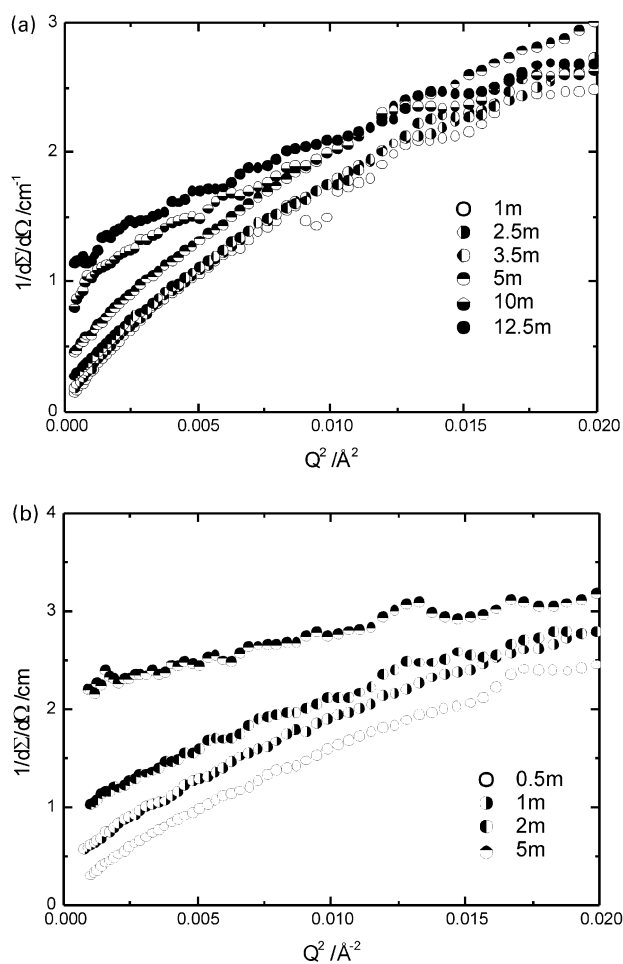 (a)
3
2
1
0
1/dΣ/dΩ /cm⁻¹
1m
2.5m
3.5m
5m
10m
12.5m
0.000 0.005 0.010 0.015 0.020
Q² /Å²
(b)
4
3
2
1
0
1/dΣ/dΩ /cm
0.5m
1m
2m
5m
0.000 0.005 0.010 0.015 0.020
Q² /Å⁻²